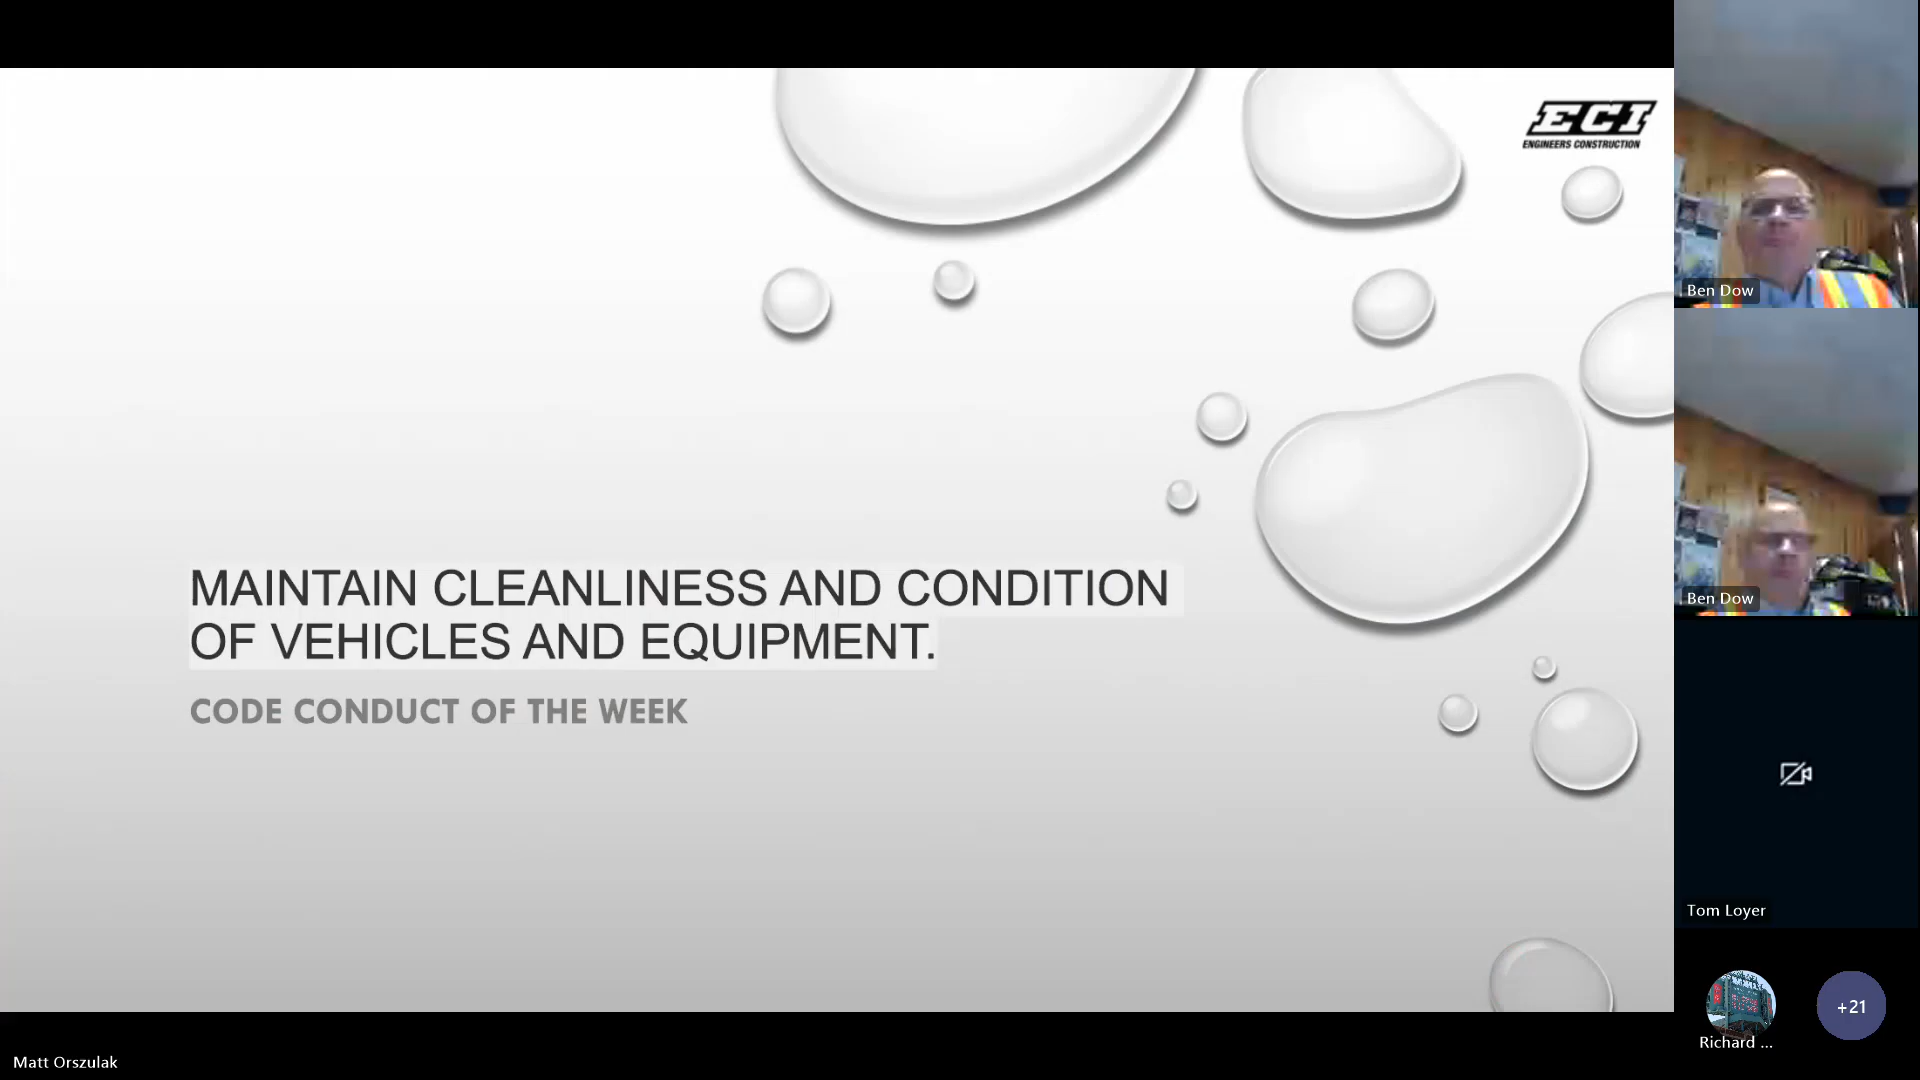 ECI
ENGINEERS CONSTRUCTION
MAINTAIN CLEANLINESS AND CONDITION
OF VEHICLES AND EQUIPMENT.
CODE CONDUCT OF THE WEEK
Ben Dow
Ben Dow
Tom Loyer
Richard ...
+21
Matt Orszulak